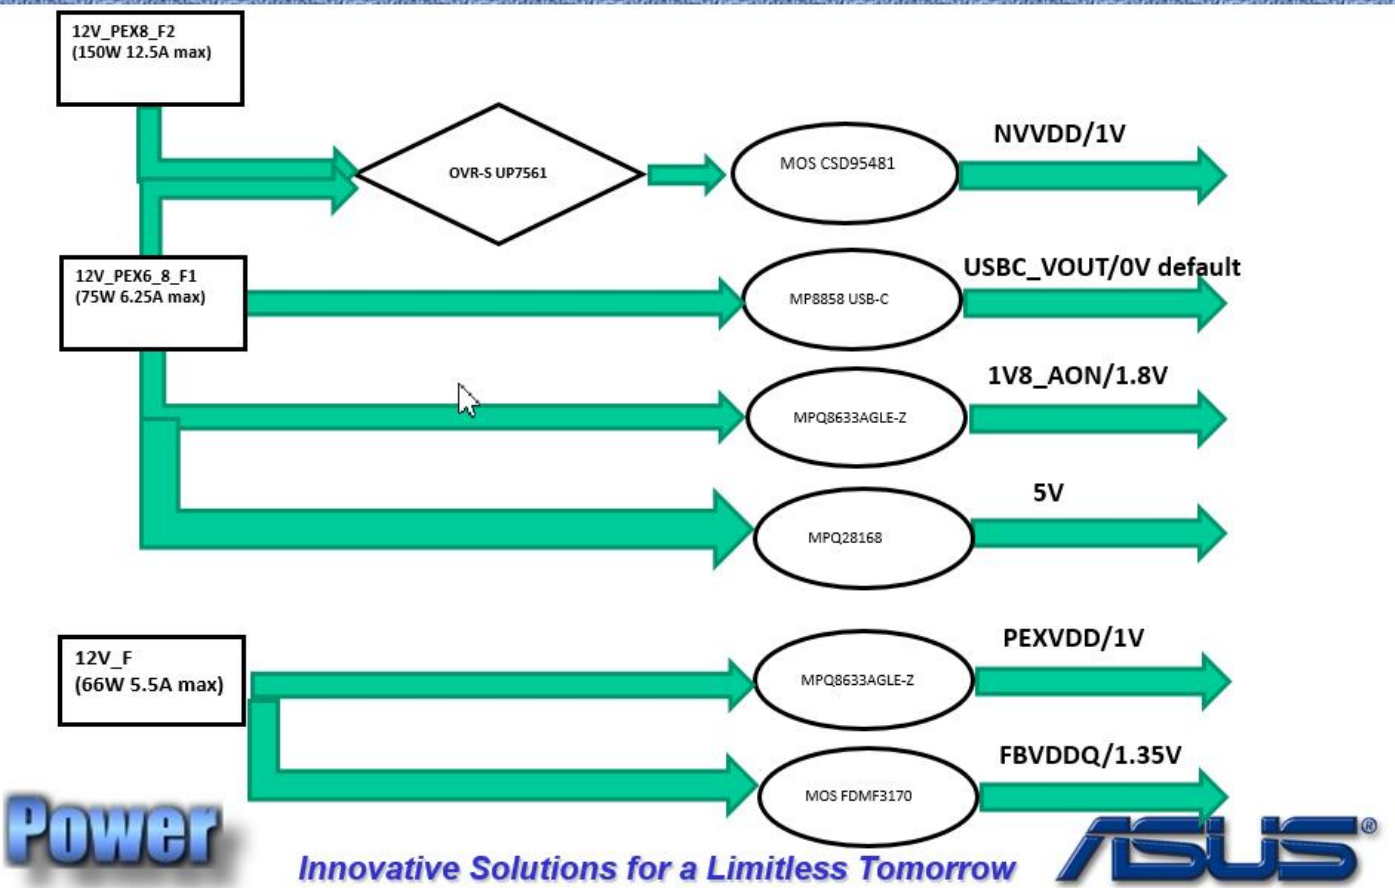 12V_PEX8_F2
(150W 12.5A max)
OVR-S UP7561
MOS CSD95481
NVVDD/1V
12V_PEX6_8_F1
(75W 6.25A max)
MP8858 USB-C
USBC_VOUT/0V default
MPQ8633AGLE-Z
1V8_AON/1.8V
MPQ28168
5V
12V_F
(66W 5.5A max)
MPQ8633AGLE-Z
PEXVDD/1V
MOS FDMF3170
FBVDDQ/1.35V
Power
Innovative Solutions for a Limitless Tomorrow
ASUS®